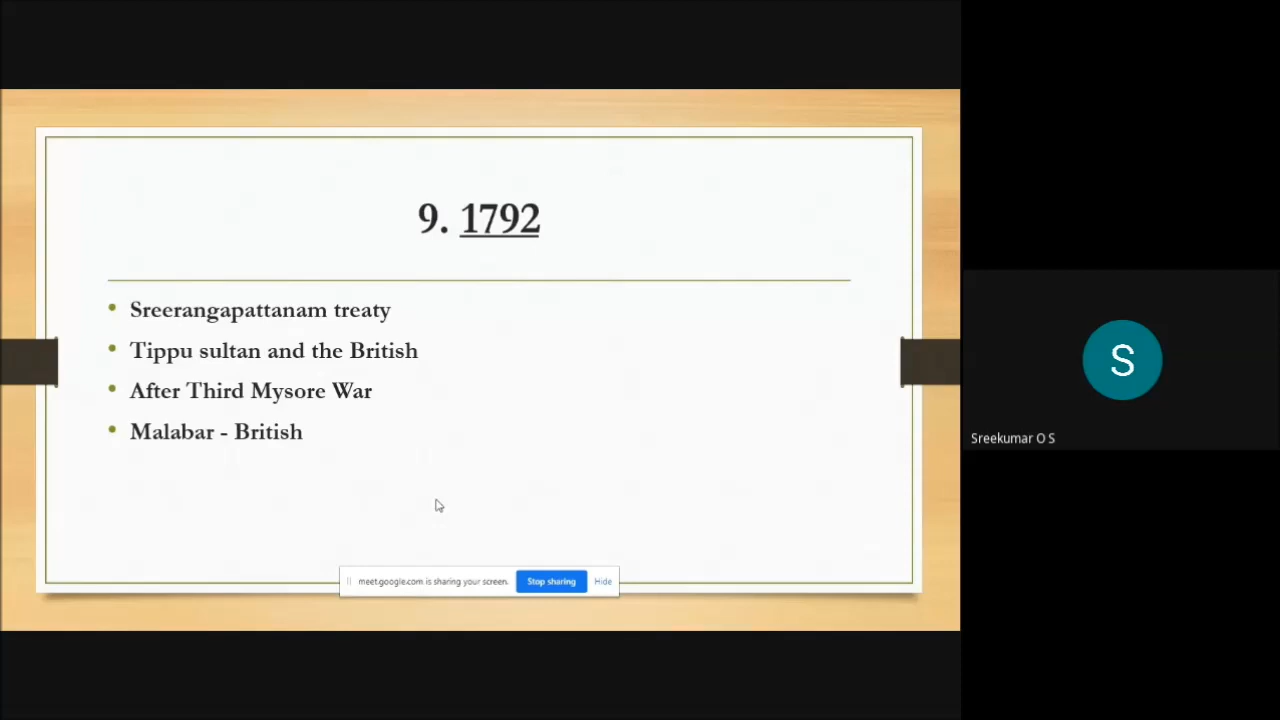 9. 1792
• Sreerangapattanam treaty
• Tippu sultan and the British
• After Third Mysore War
• Malabar - British
meet.google.com is sharing your screen. Stop sharing Hide
S
Sreekumar O S